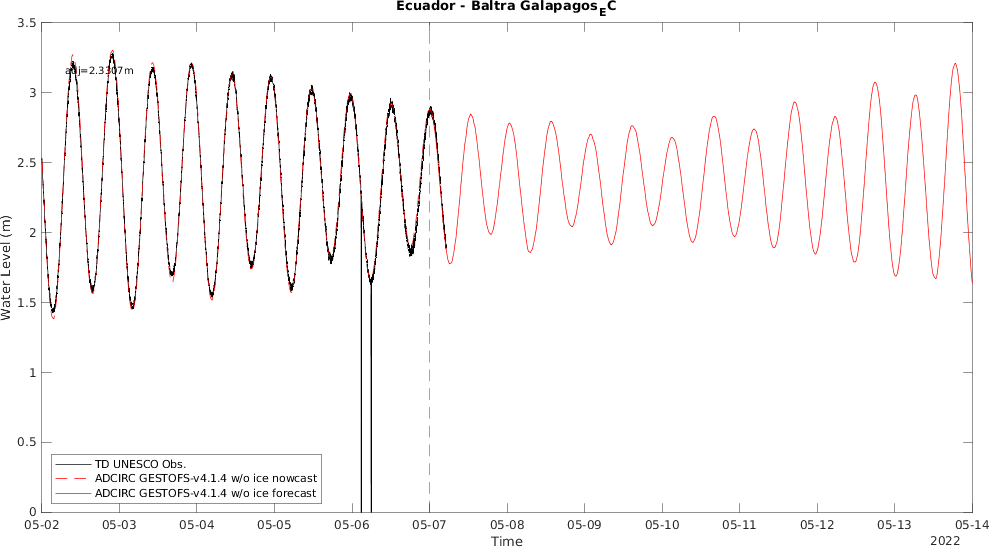 Ecuador - Baltra Galapagos_EC
3.5
3
2.5
2
1.5
1
0.5
0
Water Level (m)
adj=2.3307m
TD UNESCO Obs.
ADCIRC GESTOFS-v4.1.4 w/o ice nowcast
ADCIRC GESTOFS-v4.1.4 w/o ice forecast
05-02 05-03 05-04 05-05 05-06 05-07 05-08 05-09 05-10 05-11 05-12 05-13 05-14
Time
2022